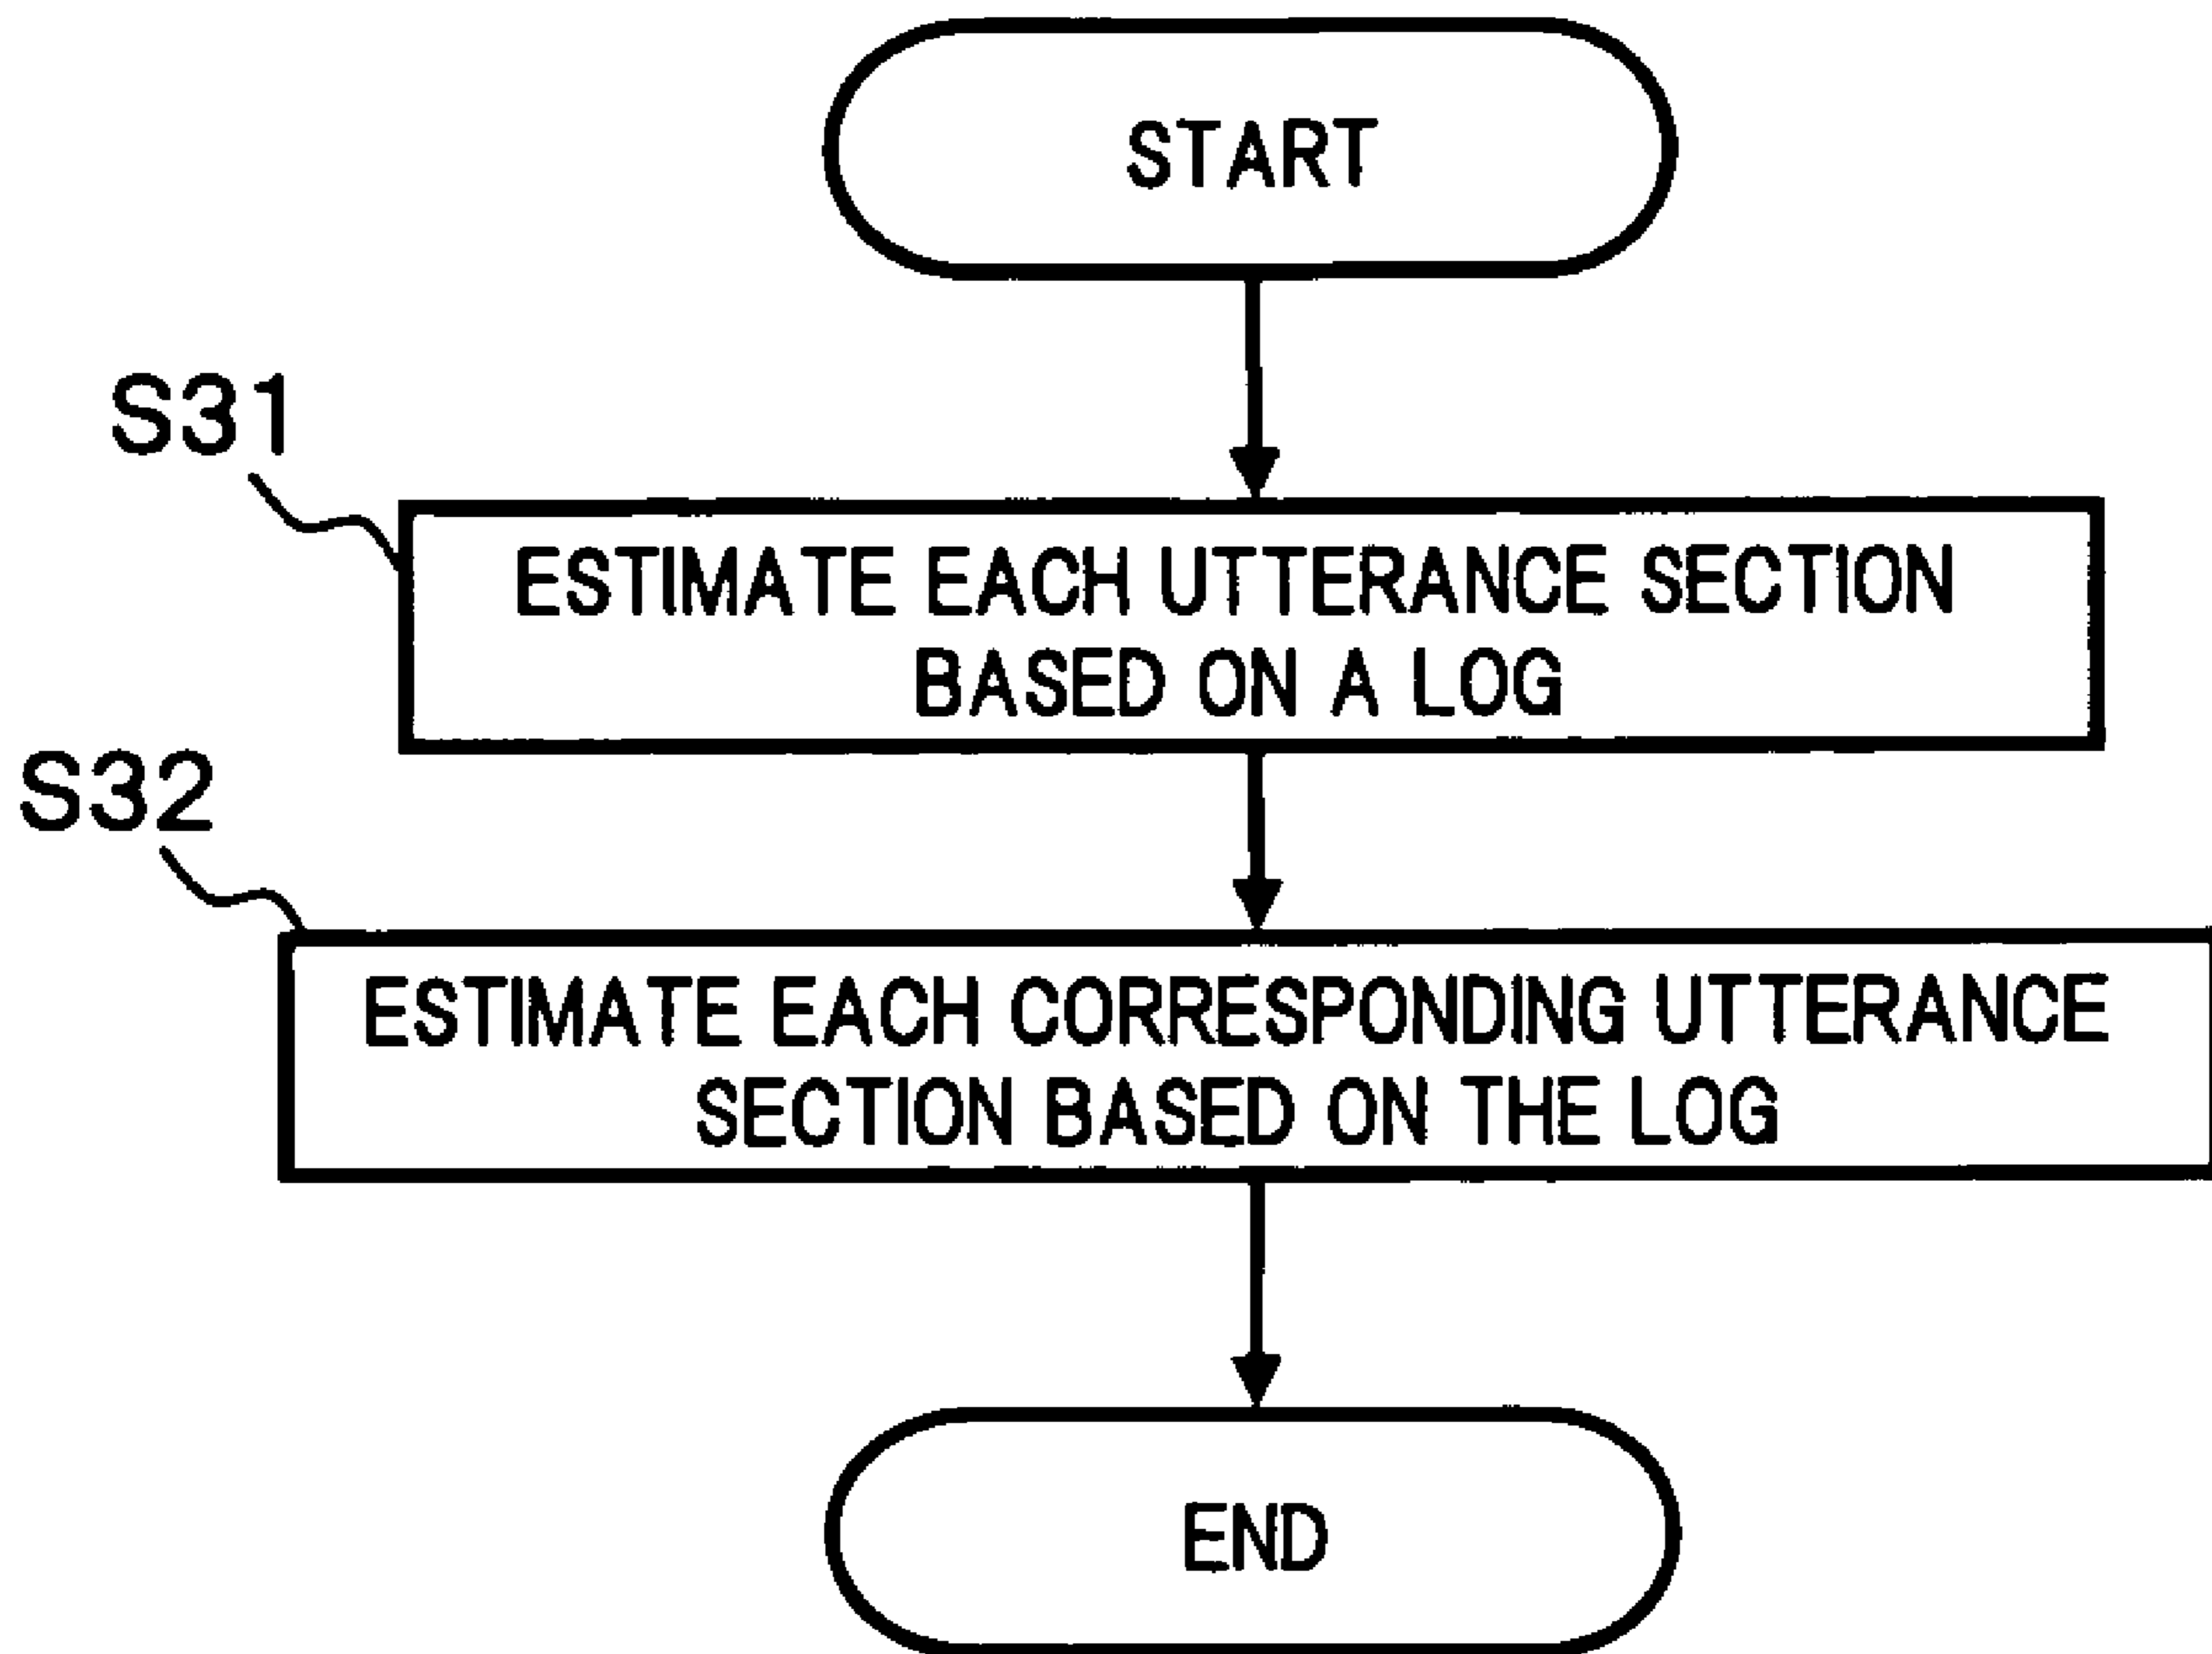 START
S31
ESTIMATE EACH UTTERANCE SECTION
BASED ON A LOG
S32
ESTIMATE EACH CORRESPONDING UTTERANCE
SECTION BASED ON THE LOG
END